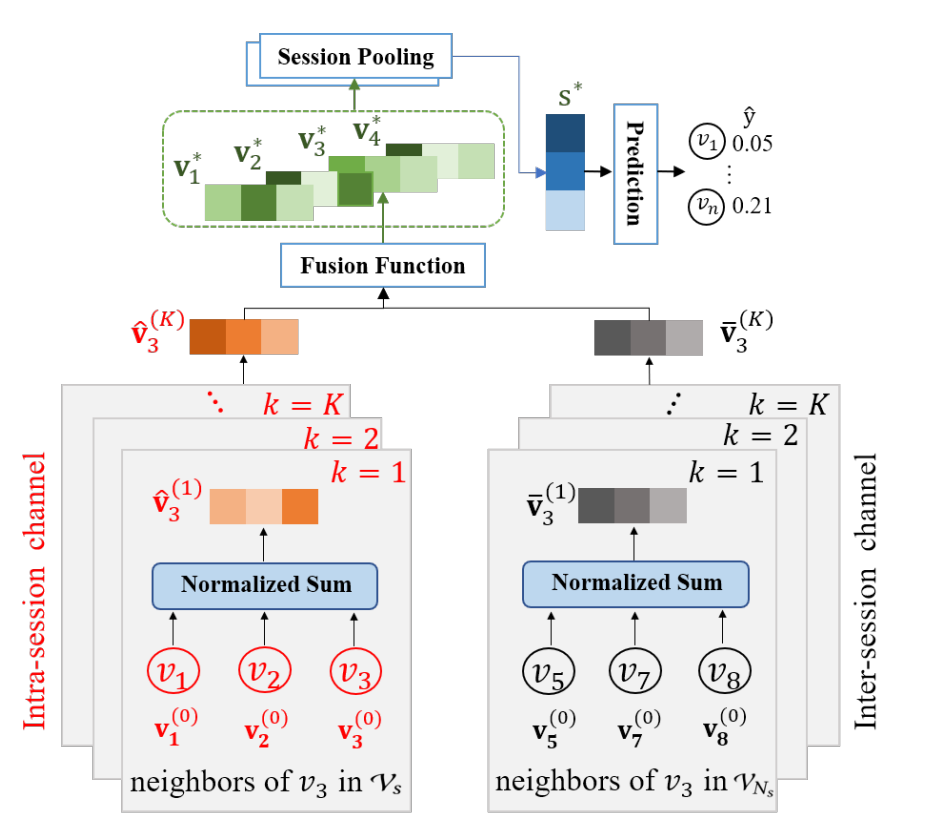 Session Pooling
s*
ŷ
v₁* v₂* v₃* v₄*
Prediction
v₁ 0.05
⋮
vₙ 0.21
Fusion Function
v̂₃⁽ᴷ⁾
v̄₃⁽ᴷ⁾
Intra-session channel
⋱ k = K
k = 2
k = 1
v̂₃⁽¹⁾
Normalized Sum
v₁ v₂ v₃
v₁⁽⁰⁾ v₂⁽⁰⁾ v₃⁽⁰⁾
neighbors of v₃ in 𝒱ₛ
⋰ k = K
k = 2
k = 1
v̄₃⁽¹⁾
Normalized Sum
v₅ v₇ v₈
v₅⁽⁰⁾ v₇⁽⁰⁾ v₈⁽⁰⁾
neighbors of v₃ in 𝒱_{Nₛ}
Inter-session channel